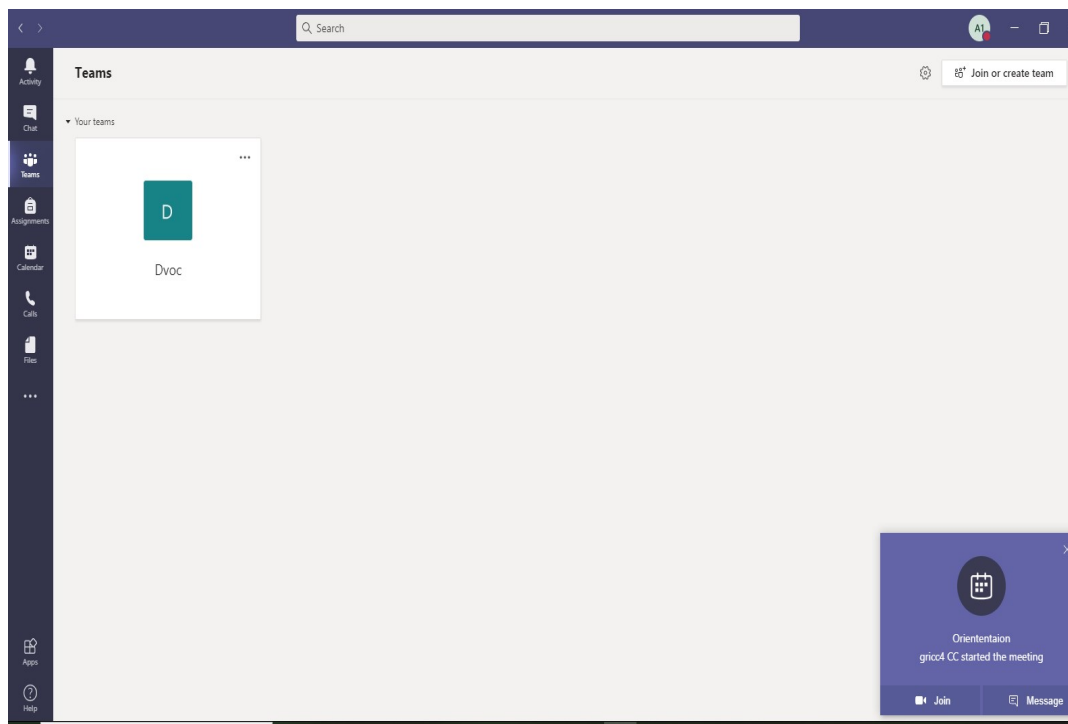 Search
A1
Activity
Teams
Join or create team
Chat
Your teams
Teams
D
Assignments
Dvoc
Calendar
Calls
Files
Oriententaion
gricc4 CC started the meeting
Apps
Join
Message
Help